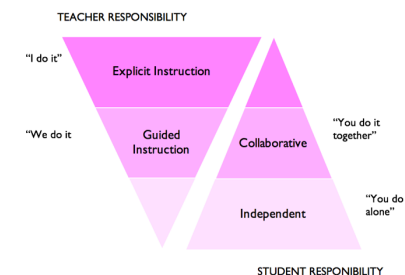 TEACHER RESPONSIBILITY
“I do it”
Explicit Instruction
“We do it
Guided
Instruction
Collaborative
“You do it
together”
Independent
“You do
alone”
STUDENT RESPONIBILITY